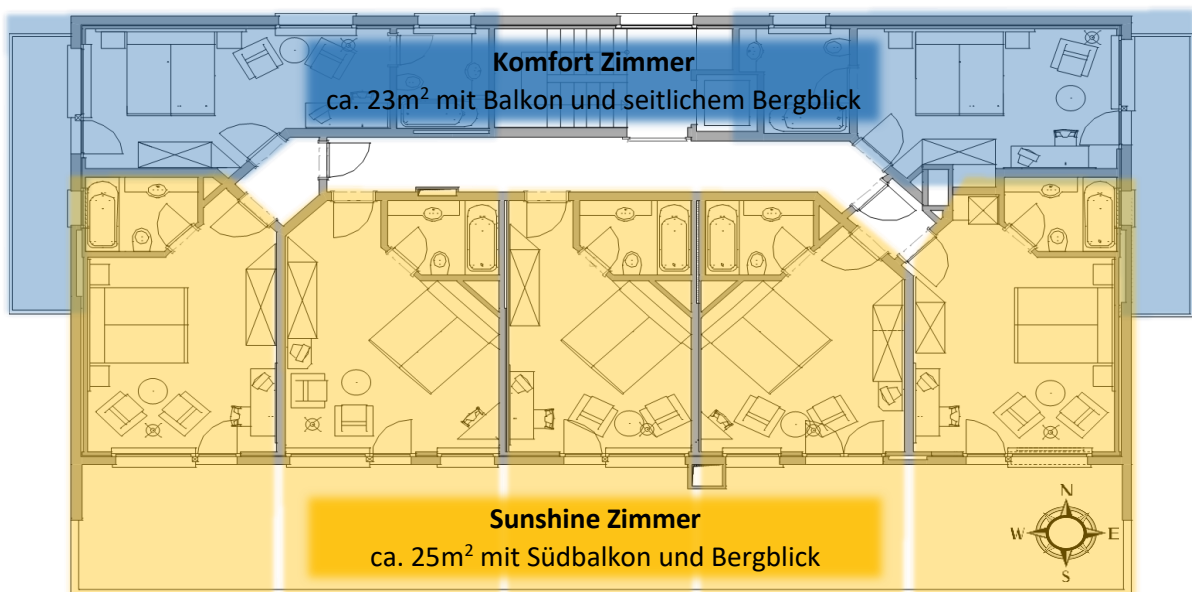 Komfort Zimmer
ca. 23m² mit Balkon und seitlichem Bergblick
Sunshine Zimmer
ca. 25m² mit Südbalkon und Bergblick
N
W E
S